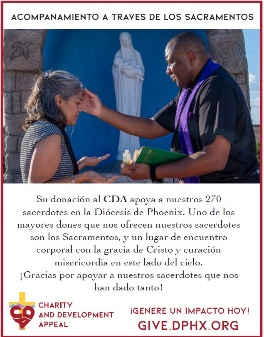 ACOMPANAMIENTO A TRAVES DE LOS SACRAMENTOS
Su donación al CDA apoya a nuestros 270
sacerdotes en la Diócesis de Phoenix. Uno de los
mayores dones que nos ofrecen nuestros sacerdotes
son los Sacramentos, y un lugar de encuentro
corporal con la gracia de Cristo y curación
misericordia en este lado del cielo.
¡Gracias por apoyar a nuestros sacerdotes que nos
han dado tanto!
CHARITY
AND DEVELOPMENT
APPEAL
¡GENERE UN IMPACTO HOY!
GIVE.DPHX.ORG